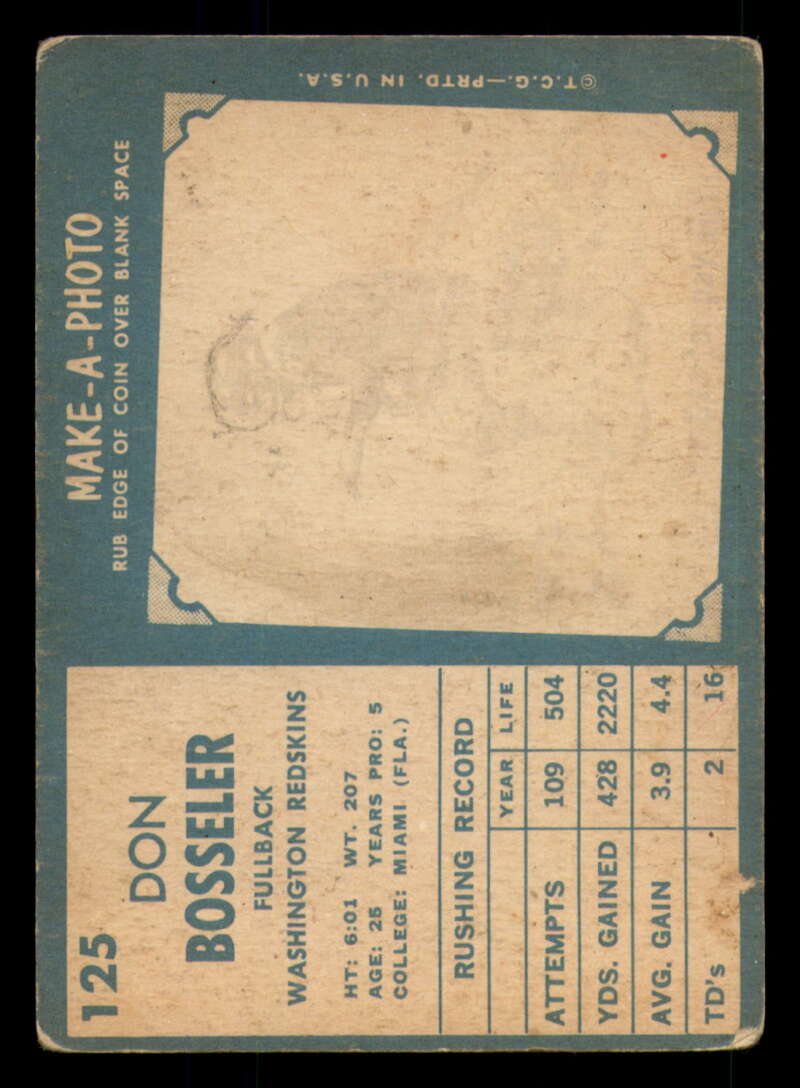 125
DON
BOSSELER
FULLBACK
WASHINGTON REDSKINS
HT: 6:01 WT. 207
AGE: 25 YEARS PRO: 5
COLLEGE: MIAMI (FLA.)
RUSHING RECORD
YEAR LIFE
ATTEMPTS 109 504
YDS. GAINED 428 2220
AVG. GAIN 3.9 4.4
TD's 2 16
MAKE-A-PHOTO
RUB EDGE OF COIN OVER BLANK SPACE
© T.C.G.—PRTD. IN U.S.A.